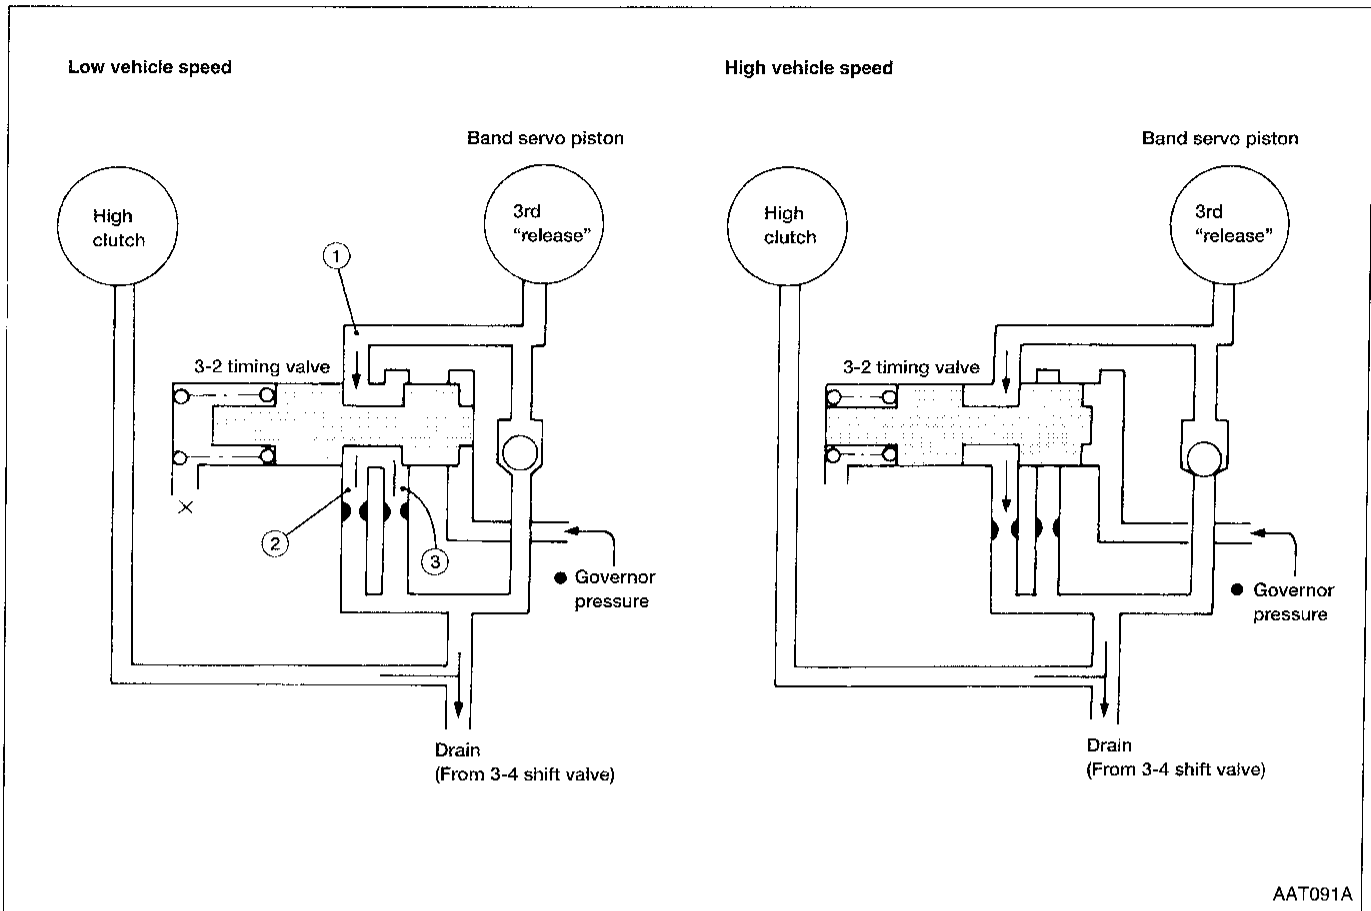 Low vehicle speed
High vehicle speed
Band servo piston
High
clutch
3rd
“release”
1
3-2 timing valve
2
3
● Governor
pressure
Drain
(From 3-4 shift valve)
Band servo piston
High
clutch
3rd
“release”
3-2 timing valve
● Governor
pressure
Drain
(From 3-4 shift valve)
AAT091A